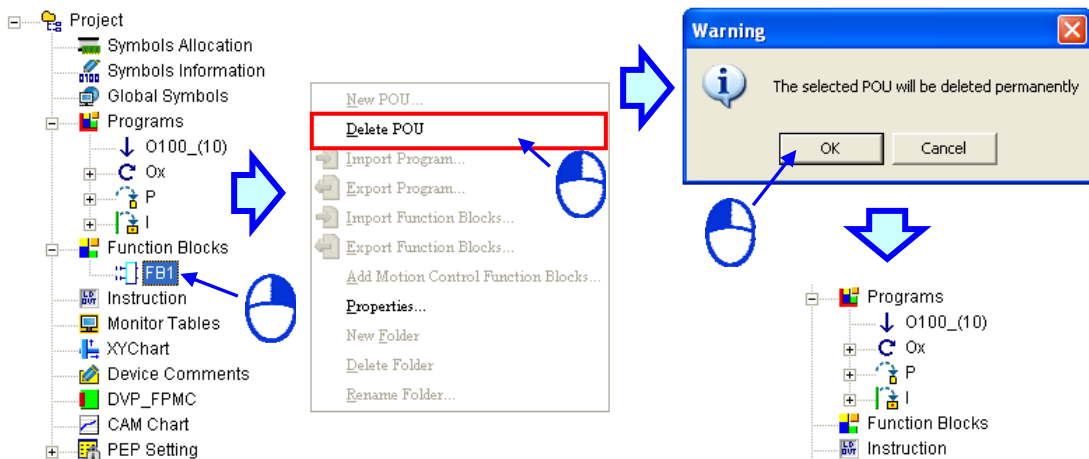 Project
Symbols Allocation
Symbols Information
Global Symbols
Programs
O100_(10)
Ox
P
I
Function Blocks
FB1
Instruction
Monitor Tables
XYChart
Device Comments
DVP_FPMC
CAM Chart
PEP Setting
New POU...
Delete POU
Import Program...
Export Program...
Import Function Blocks...
Export Function Blocks...
Add Motion Control Function Blocks...
Properties...
New Folder
Delete Folder
Rename Folder...
Warning
The selected POU will be deleted permanently
OK
Cancel
Programs
O100_(10)
Ox
P
I
Function Blocks
Instruction